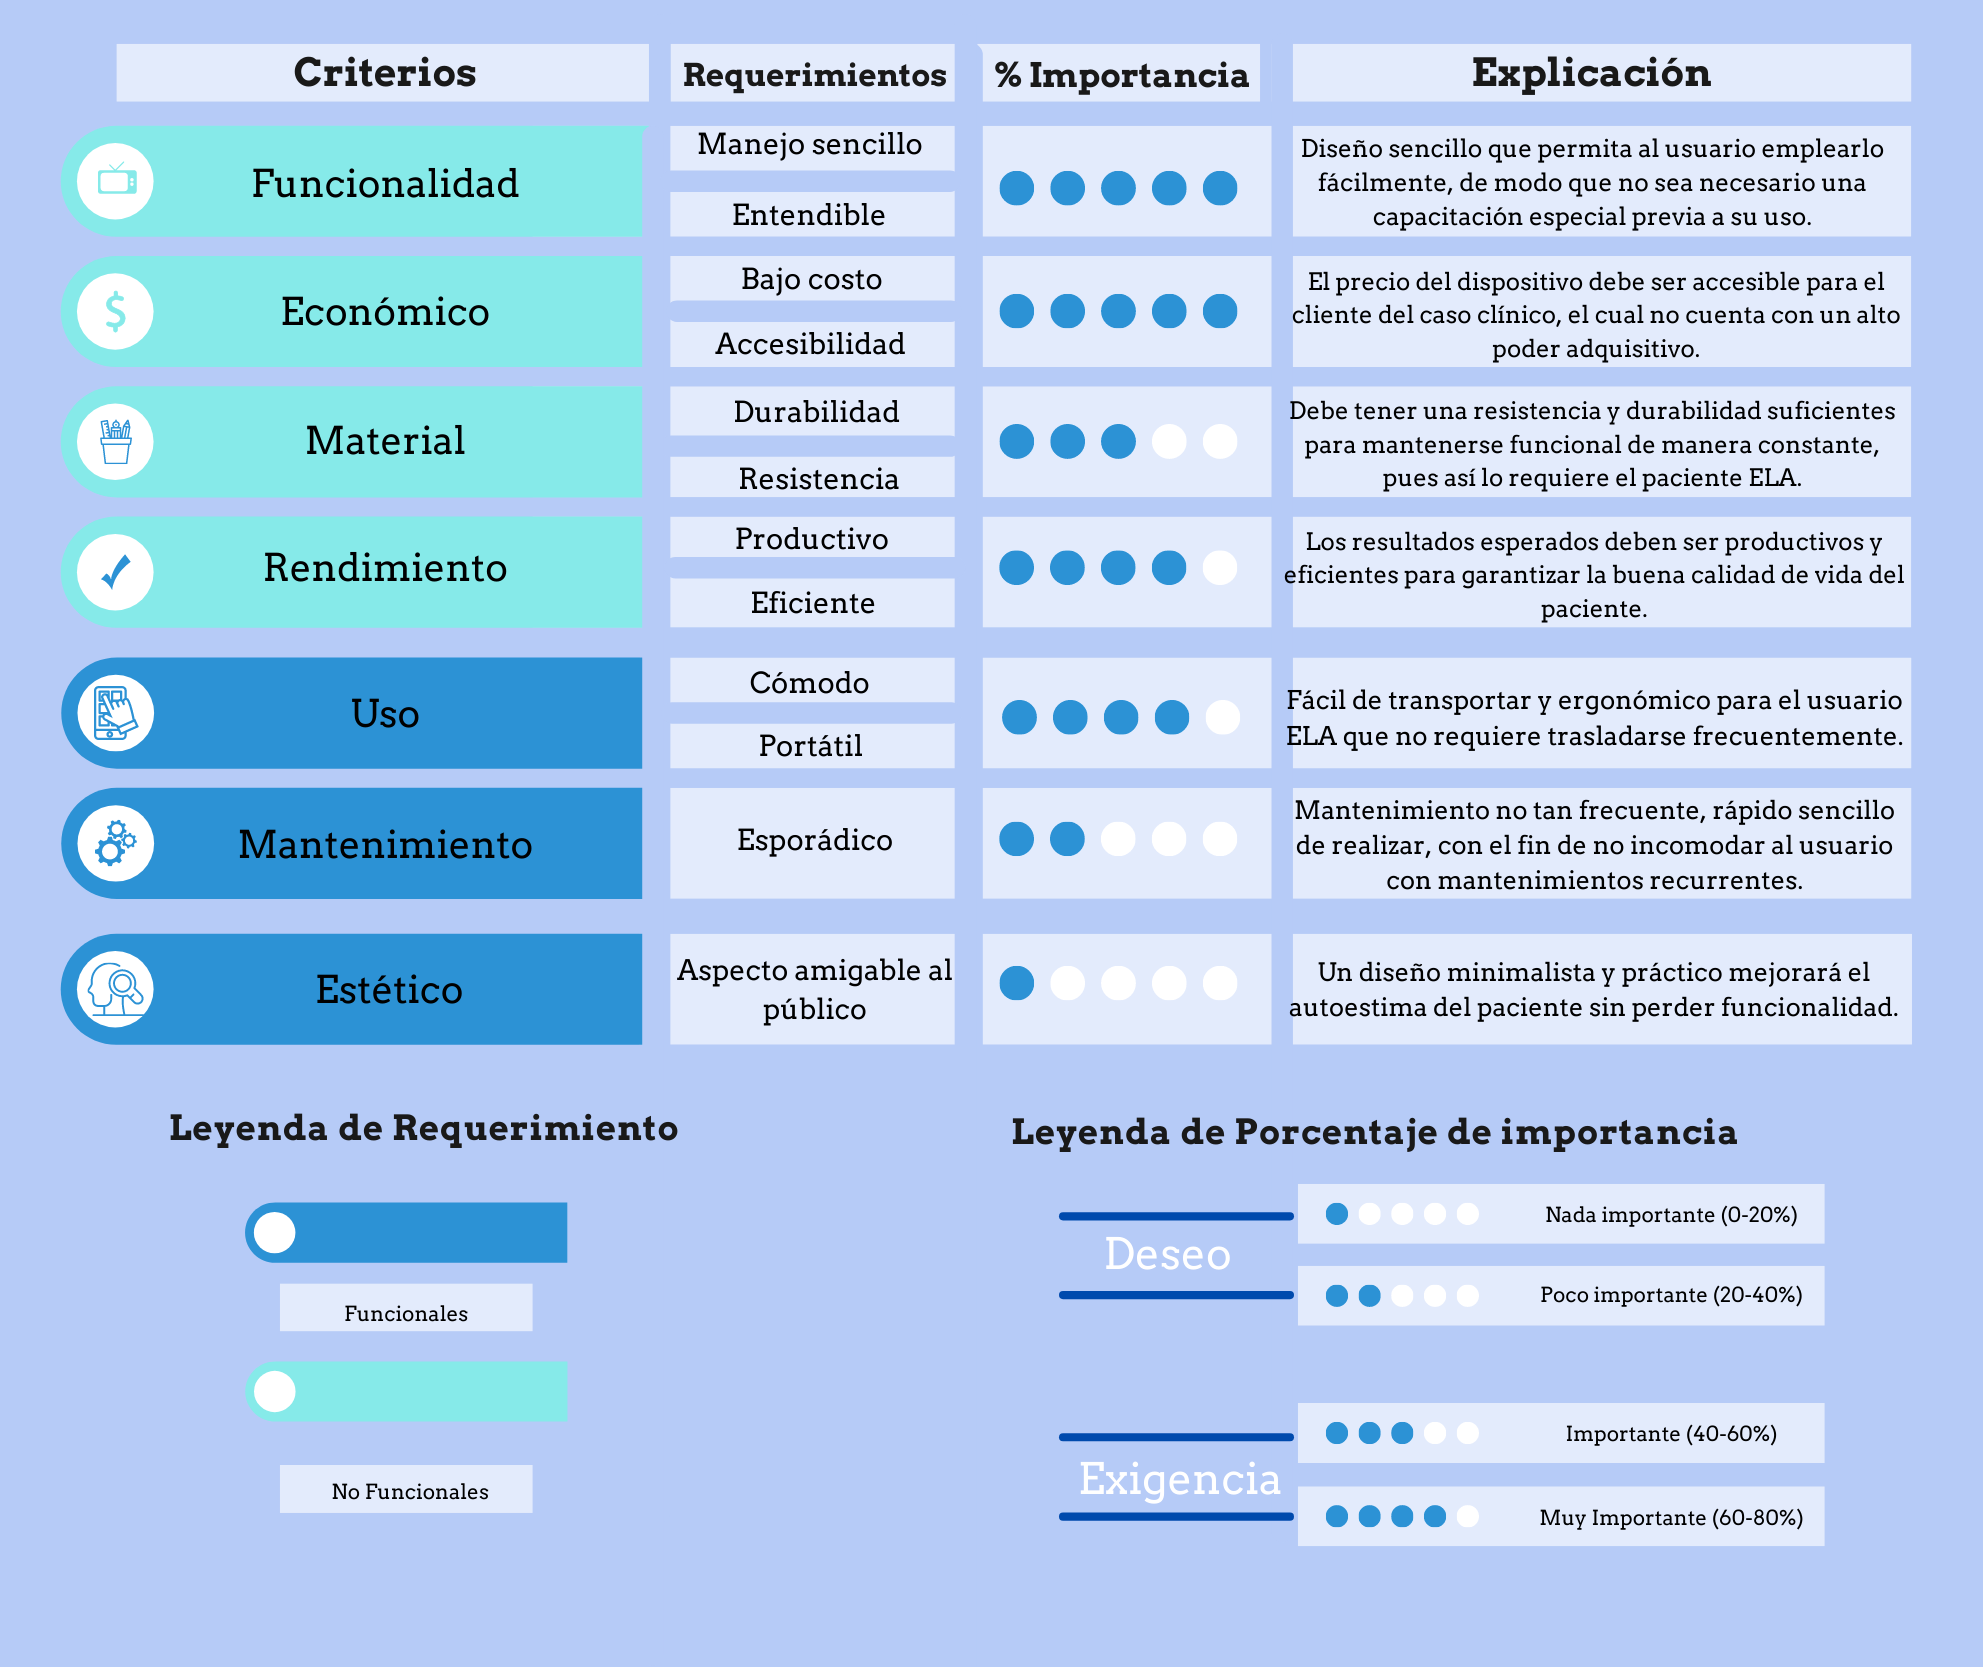 Criterios
Requerimientos
% Importancia
Explicación
Funcionalidad
Manejo sencillo
Entendible
Diseño sencillo que permita al usuario emplearlo
fácilmente, de modo que no sea necesario una
capacitación especial previa a su uso.
$
Económico
Bajo costo
Accesibilidad
El precio del dispositivo debe ser accesible para el
cliente del caso clínico, el cual no cuenta con un alto
poder adquisitivo.
Material
Durabilidad
Resistencia
Debe tener una resistencia y durabilidad suficientes
para mantenerse funcional de manera constante,
pues así lo requiere el paciente ELA.
Rendimiento
Productivo
Eficiente
Los resultados esperados deben ser productivos y
eficientes para garantizar la buena calidad de vida del
paciente.
Uso
Cómodo
Portátil
Fácil de transportar y ergonómico para el usuario
ELA que no requiere trasladarse frecuentemente.
Mantenimiento
Esporádico
Mantenimiento no tan frecuente, rápido sencillo
de realizar, con el fin de no incomodar al usuario
con mantenimientos recurrentes.
Estético
Aspecto amigable al
público
Un diseño minimalista y práctico mejorará el
autoestima del paciente sin perder funcionalidad.
Leyenda de Requerimiento
Funcionales
No Funcionales
Leyenda de Porcentaje de importancia
Deseo
Nada importante (0-20%)
Poco importante (20-40%)
Exigencia
Importante (40-60%)
Muy Importante (60-80%)